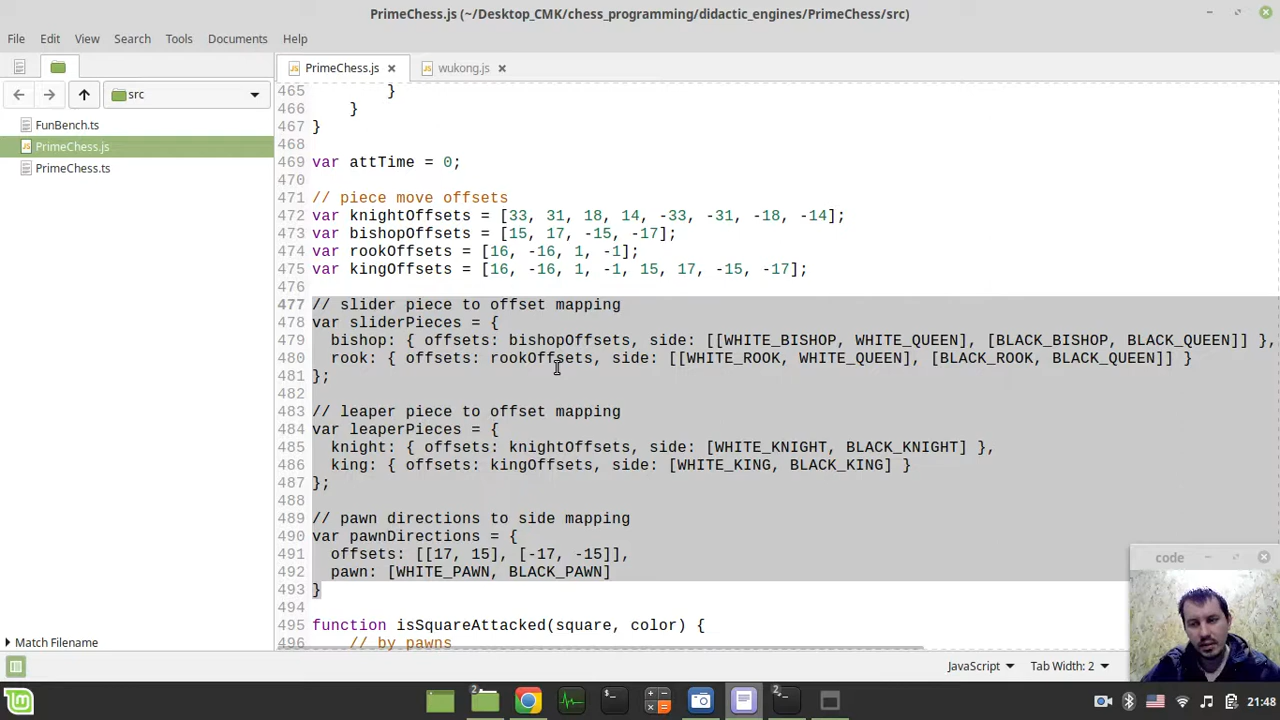 PrimeChess.js (~/Desktop_CMK/chess_programming/didactic_engines/PrimeChess/src)
File Edit View Search Tools Documents Help
PrimeChess.js
wukong.js
src
FunBench.ts
PrimeChess.js
PrimeChess.ts
465 }
466 }
467 }
468
469 var attTime = 0;
470
471 // piece move offsets
472 var knightOffsets = [33, 31, 18, 14, -33, -31, -18, -14];
473 var bishopOffsets = [15, 17, -15, -17];
474 var rookOffsets = [16, -16, 1, -1];
475 var kingOffsets = [16, -16, 1, -1, 15, 17, -15, -17];
476
477 // slider piece to offset mapping
478 var sliderPieces = {
479 bishop: { offsets: bishopOffsets, side: [[WHITE_BISHOP, WHITE_QUEEN], [BLACK_BISHOP, BLACK_QUEEN]] },
480 rook: { offsets: rookOffsets, side: [[WHITE_ROOK, WHITE_QUEEN], [BLACK_ROOK, BLACK_QUEEN]] }
481 };
482
483 // leaper piece to offset mapping
484 var leaperPieces = {
485 knight: { offsets: knightOffsets, side: [WHITE_KNIGHT, BLACK_KNIGHT] },
486 king: { offsets: kingOffsets, side: [WHITE_KING, BLACK_KING] }
487 };
488
489 // pawn directions to side mapping
490 var pawnDirections = {
491 offsets: [[17, 15], [-17, -15]],
492 pawn: [WHITE_PAWN, BLACK_PAWN]
493 }
494
495 function isSquareAttacked(square, color) {
496 // by pawns
code
Match Filename
JavaScript
Tab Width: 2
2
2
21:48